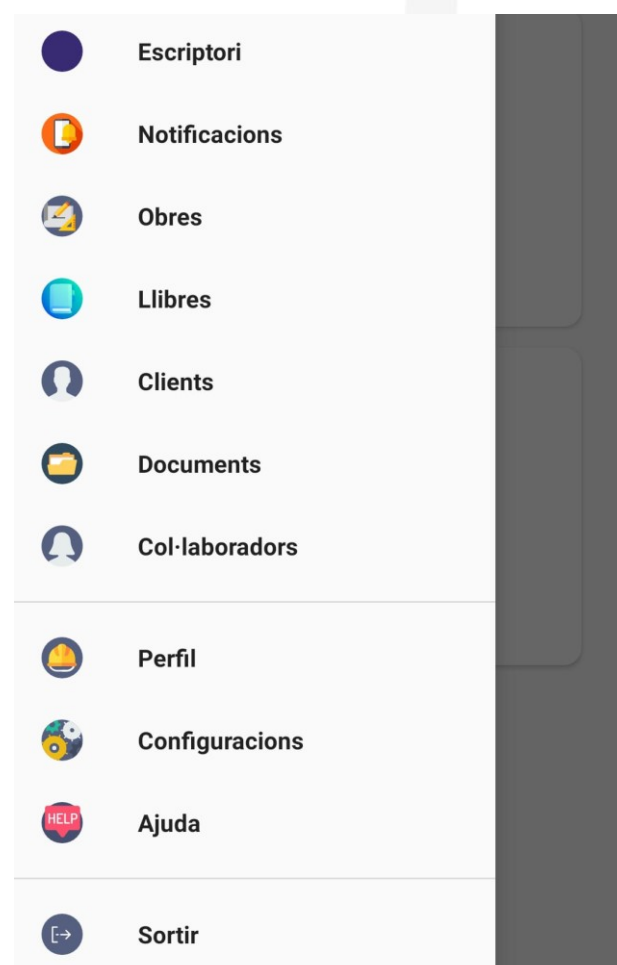 Escriptori
Notificacions
Obres
Llibres
Clients
Documents
Col·laboradors
Perfil
Configuracions
HELP
Ajuda
Sortir